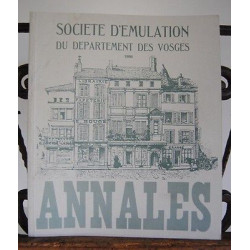 SOCIETE D'EMULATION
DU DEPARTEMENT DES VOSGES
ANNALES